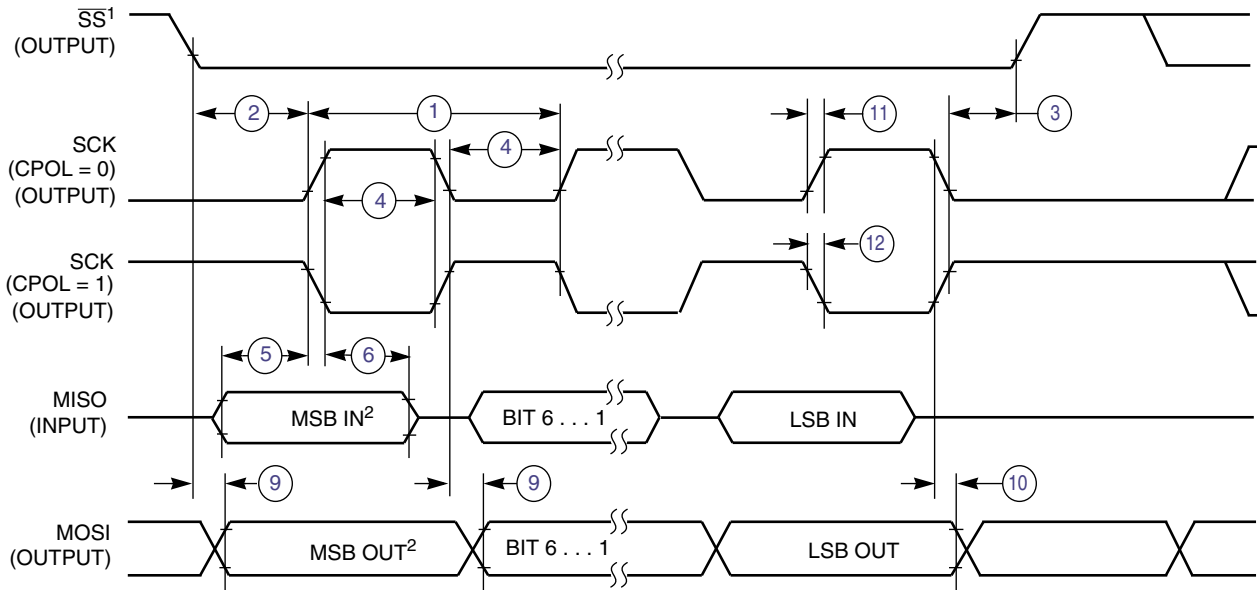 SS¹
(OUTPUT)
2
1
11
3
SCK
(CPOL = 0)
(OUTPUT)
4
4
12
SCK
(CPOL = 1)
(OUTPUT)
5
6
MISO
(INPUT)
MSB IN²
BIT 6 . . . 1
LSB IN
9
9
10
MOSI
(OUTPUT)
MSB OUT²
BIT 6 . . . 1
LSB OUT